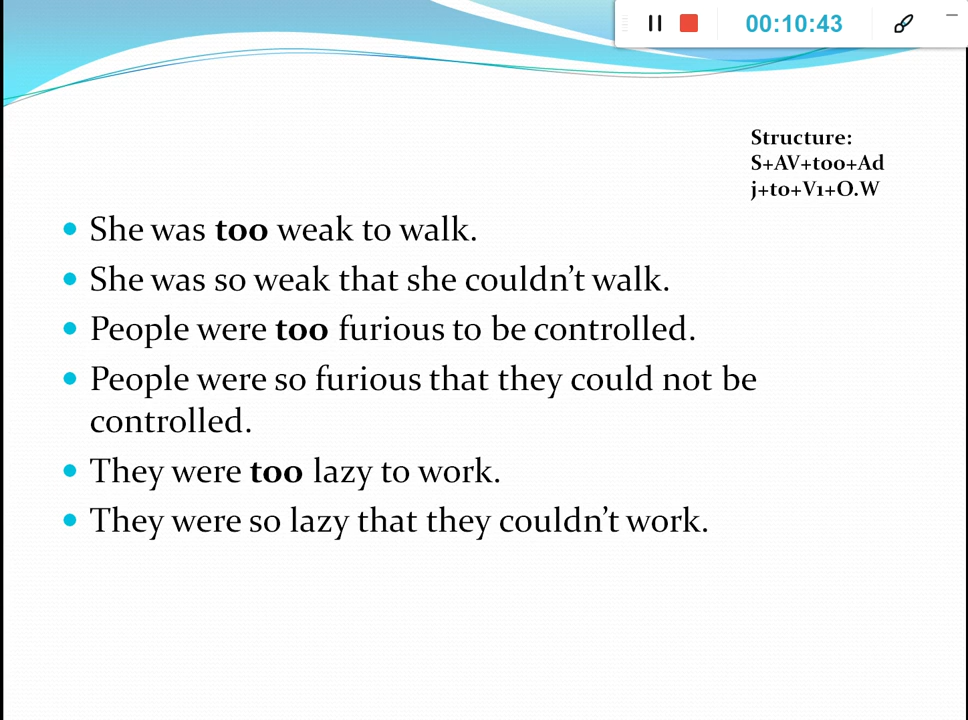 00:10:43
Structure:
S+AV+too+Ad
j+to+V1+O.W
She was too weak to walk.
She was so weak that she couldn’t walk.
People were too furious to be controlled.
People were so furious that they could not be
controlled.
They were too lazy to work.
They were so lazy that they couldn’t work.